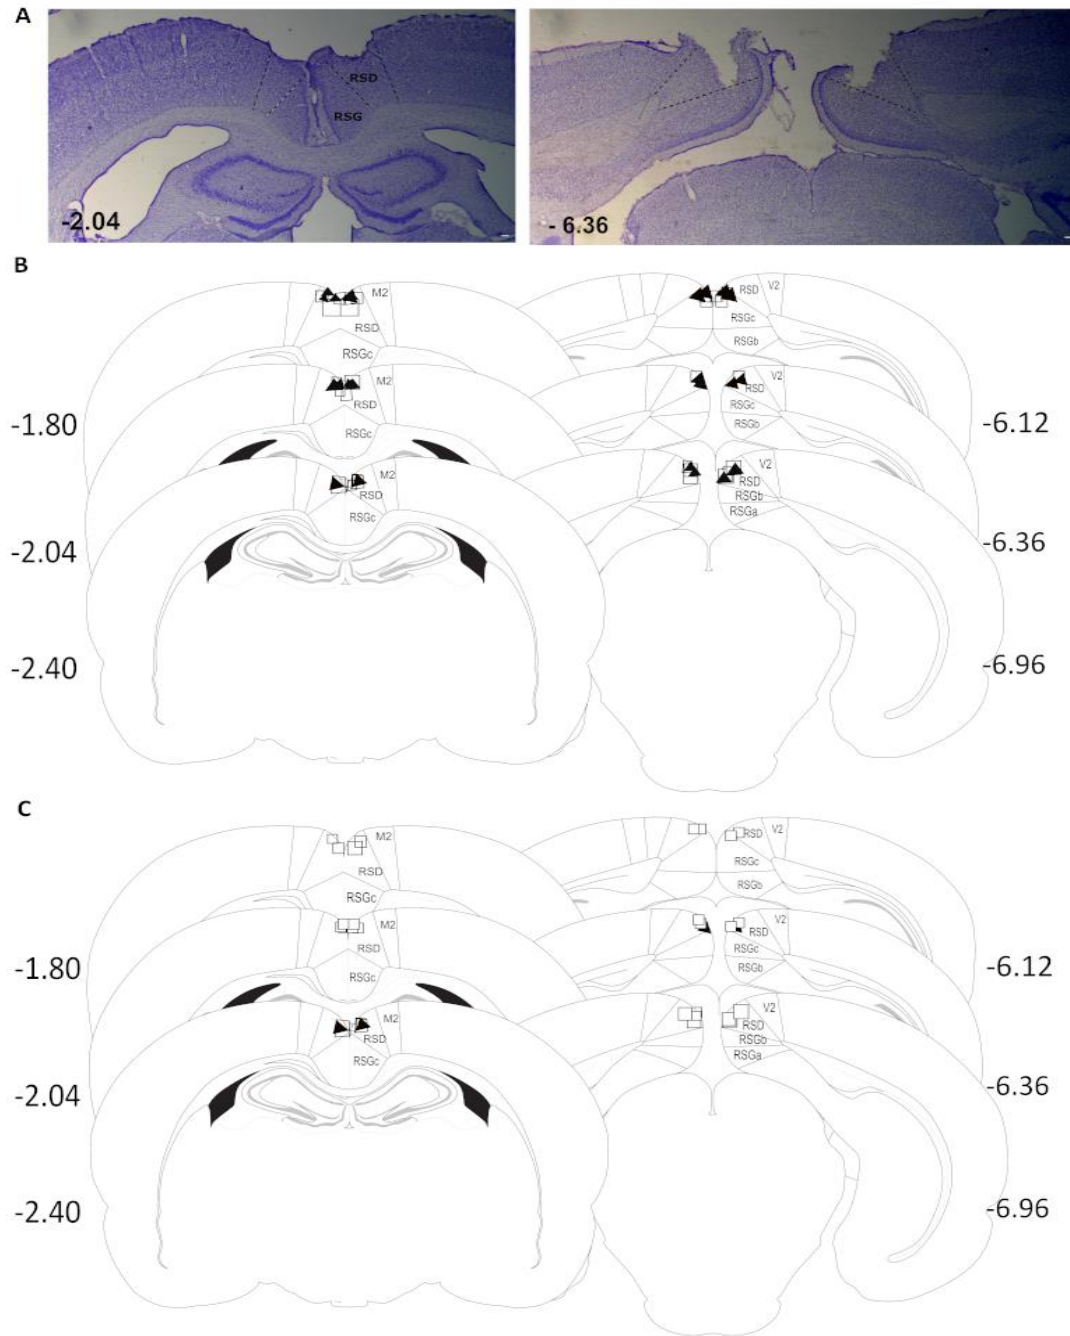 A
RSD
RSG
-2.04
- 6.36
B
M2
RSD
RSGc
RSD
V2
RSGc
RSGb
-1.80
M2
RSD
RSGc
V2
RSD
RSGc
RSGb
-6.12
-2.04
M2
RSD
RSGc
V2
RSD
RSGb
RSGa
-6.36
-2.40
-6.96
C
M2
RSD
RSGc
RSD
V2
RSGc
RSGb
-1.80
M2
RSD
RSGc
V2
RSD
RSGc
RSGb
-6.12
-2.04
M2
RSD
RSGc
V2
RSD
RSGb
RSGa
-6.36
-2.40
-6.96